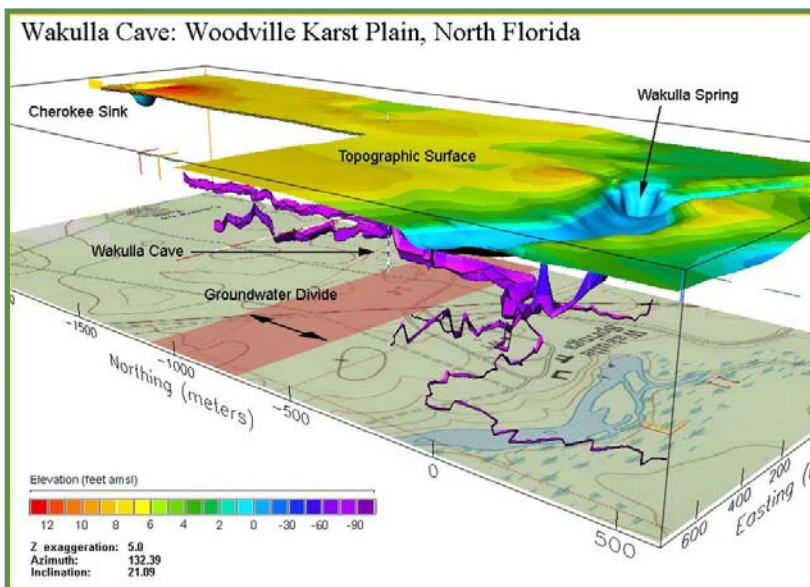 Wakulla Cave: Woodville Karst Plain, North Florida
Wakulla Spring
Cherokee Sink
Topographic Surface
Wakulla Cave
Groundwater Divide
-1500
-1000
-500
0
500
Northing (meters)
600
400
200
Easting (
Elevation (feet amsl)
12 10 8 6 4 2 0 -30 -60 -90
Z exaggeration: 5.0
Azimuth: 132.39
Inclination: 21.09